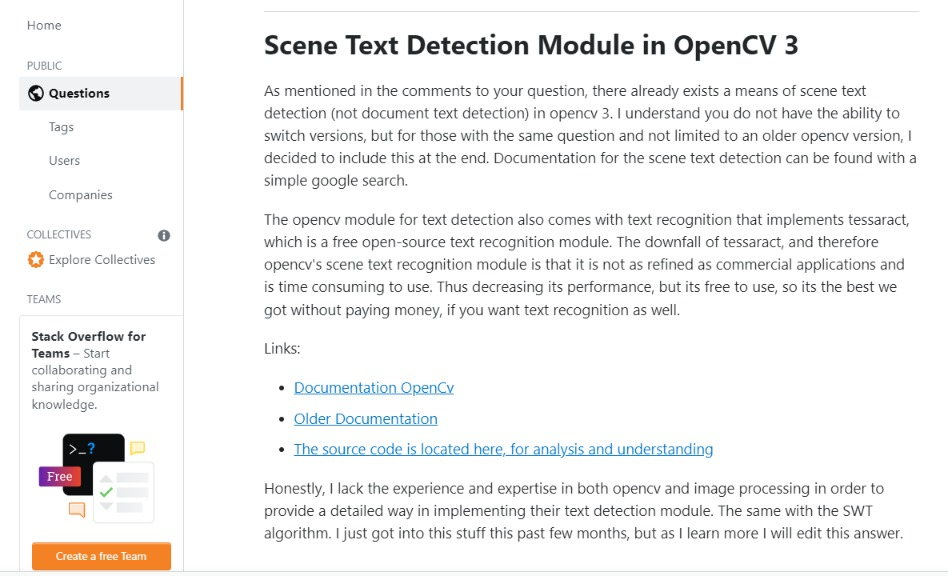 Home
PUBLIC
Questions
Tags
Users
Companies
COLLECTIVES
Explore Collectives
TEAMS
Stack Overflow for
Teams – Start
collaborating and
sharing organizational
knowledge.
>_?
Free
Create a free Team
Scene Text Detection Module in OpenCV 3
As mentioned in the comments to your question, there already exists a means of scene text
detection (not document text detection) in opencv 3. I understand you do not have the ability to
switch versions, but for those with the same question and not limited to an older opencv version, I
decided to include this at the end. Documentation for the scene text detection can be found with a
simple google search.
The opencv module for text detection also comes with text recognition that implements tessaract,
which is a free open-source text recognition module. The downfall of tessaract, and therefore
opencv's scene text recognition module is that it is not as refined as commercial applications and
is time consuming to use. Thus decreasing its performance, but its free to use, so its the best we
got without paying money, if you want text recognition as well.
Links:
• Documentation OpenCv
• Older Documentation
• The source code is located here, for analysis and understanding
Honestly, I lack the experience and expertise in both opencv and image processing in order to
provide a detailed way in implementing their text detection module. The same with the SWT
algorithm. I just got into this stuff this past few months, but as I learn more I will edit this answer.